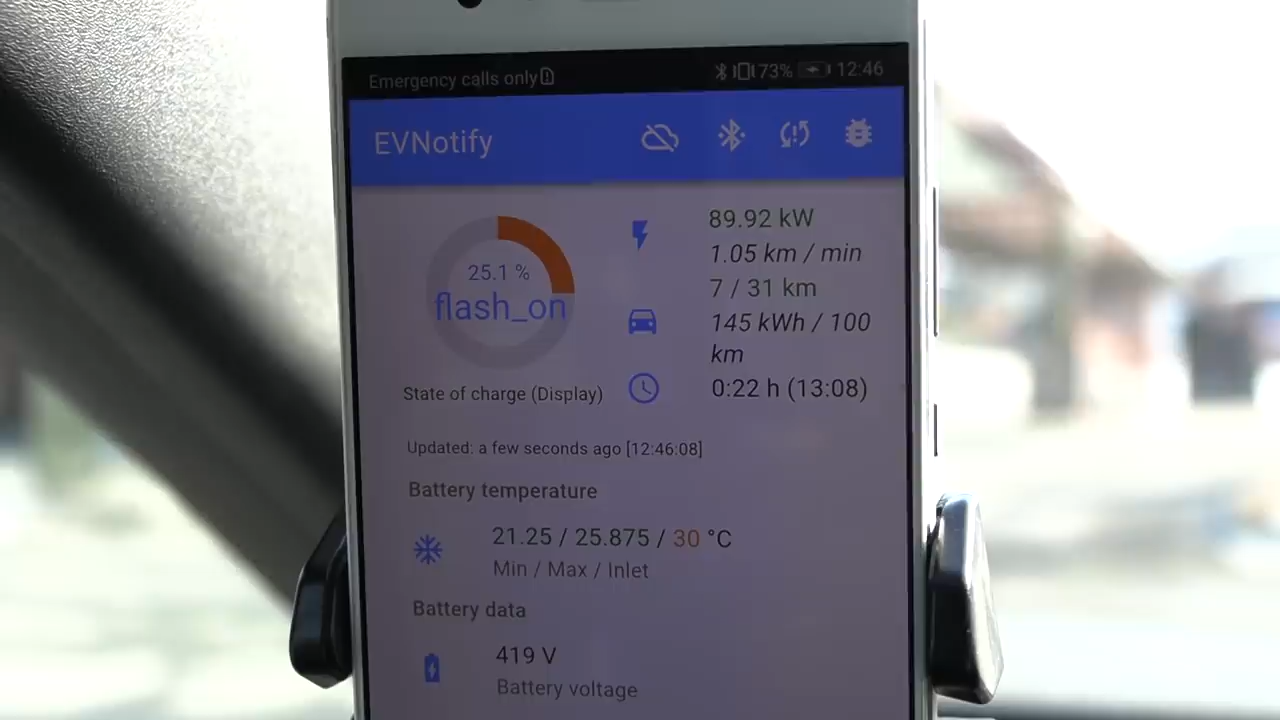 Emergency calls only
73% 12:46
EVNotify
89.92 kW
1.05 km / min
7 / 31 km
145 kWh / 100
km
0:22 h (13:08)
25.1 %
flash_on
State of charge (Display)
Updated: a few seconds ago [12:46:08]
Battery temperature
21.25 / 25.875 / 30 °C
Min / Max / Inlet
Battery data
419 V
Battery voltage